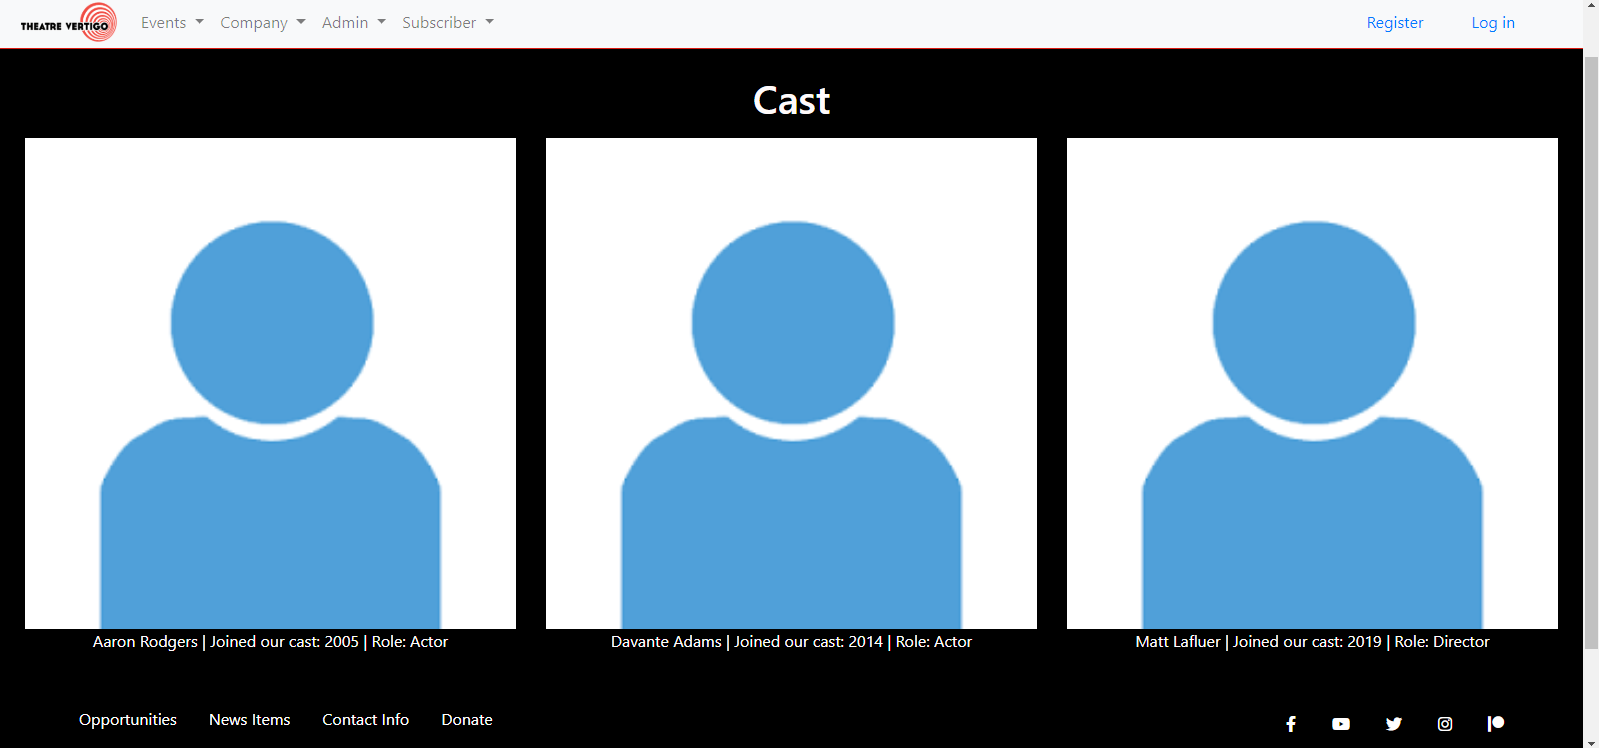 THEATRE VERTIGO
Events Company Admin Subscriber Register Log in
Cast
Aaron Rodgers | Joined our cast: 2005 | Role: Actor
Davante Adams | Joined our cast: 2014 | Role: Actor
Matt Lafluer | Joined our cast: 2019 | Role: Director
Opportunities News Items Contact Info Donate